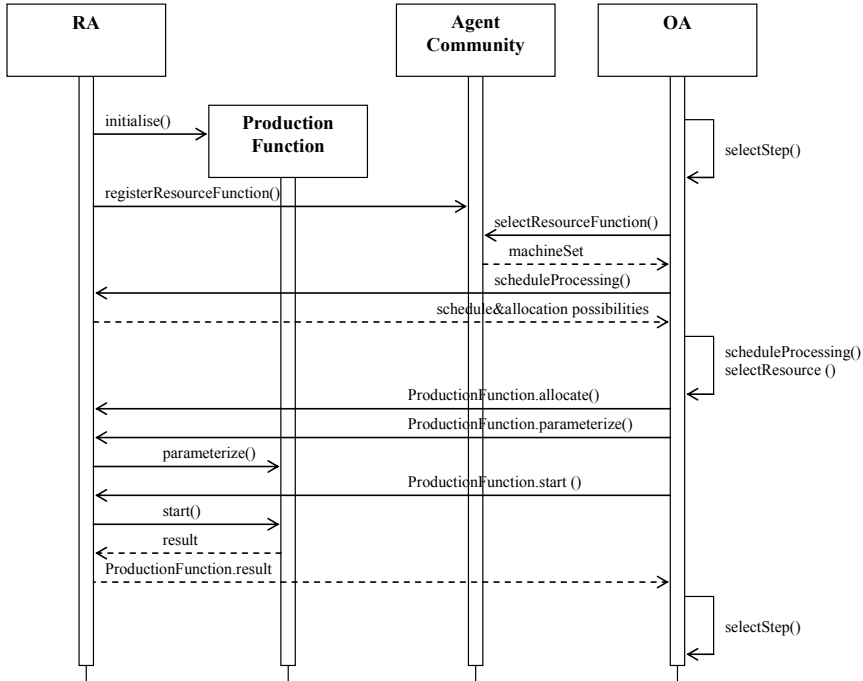 RA
Agent
Community
OA
initialise()
Production
Function
selectStep()
registerResourceFunction()
selectResourceFunction()
machineSet
scheduleProcessing()
schedule&allocation possibilities
scheduleProcessing()
selectResource ()
ProductionFunction.allocate()
ProductionFunction.parameterize()
parameterize()
ProductionFunction.start ()
start()
result
ProductionFunction.result
selectStep()